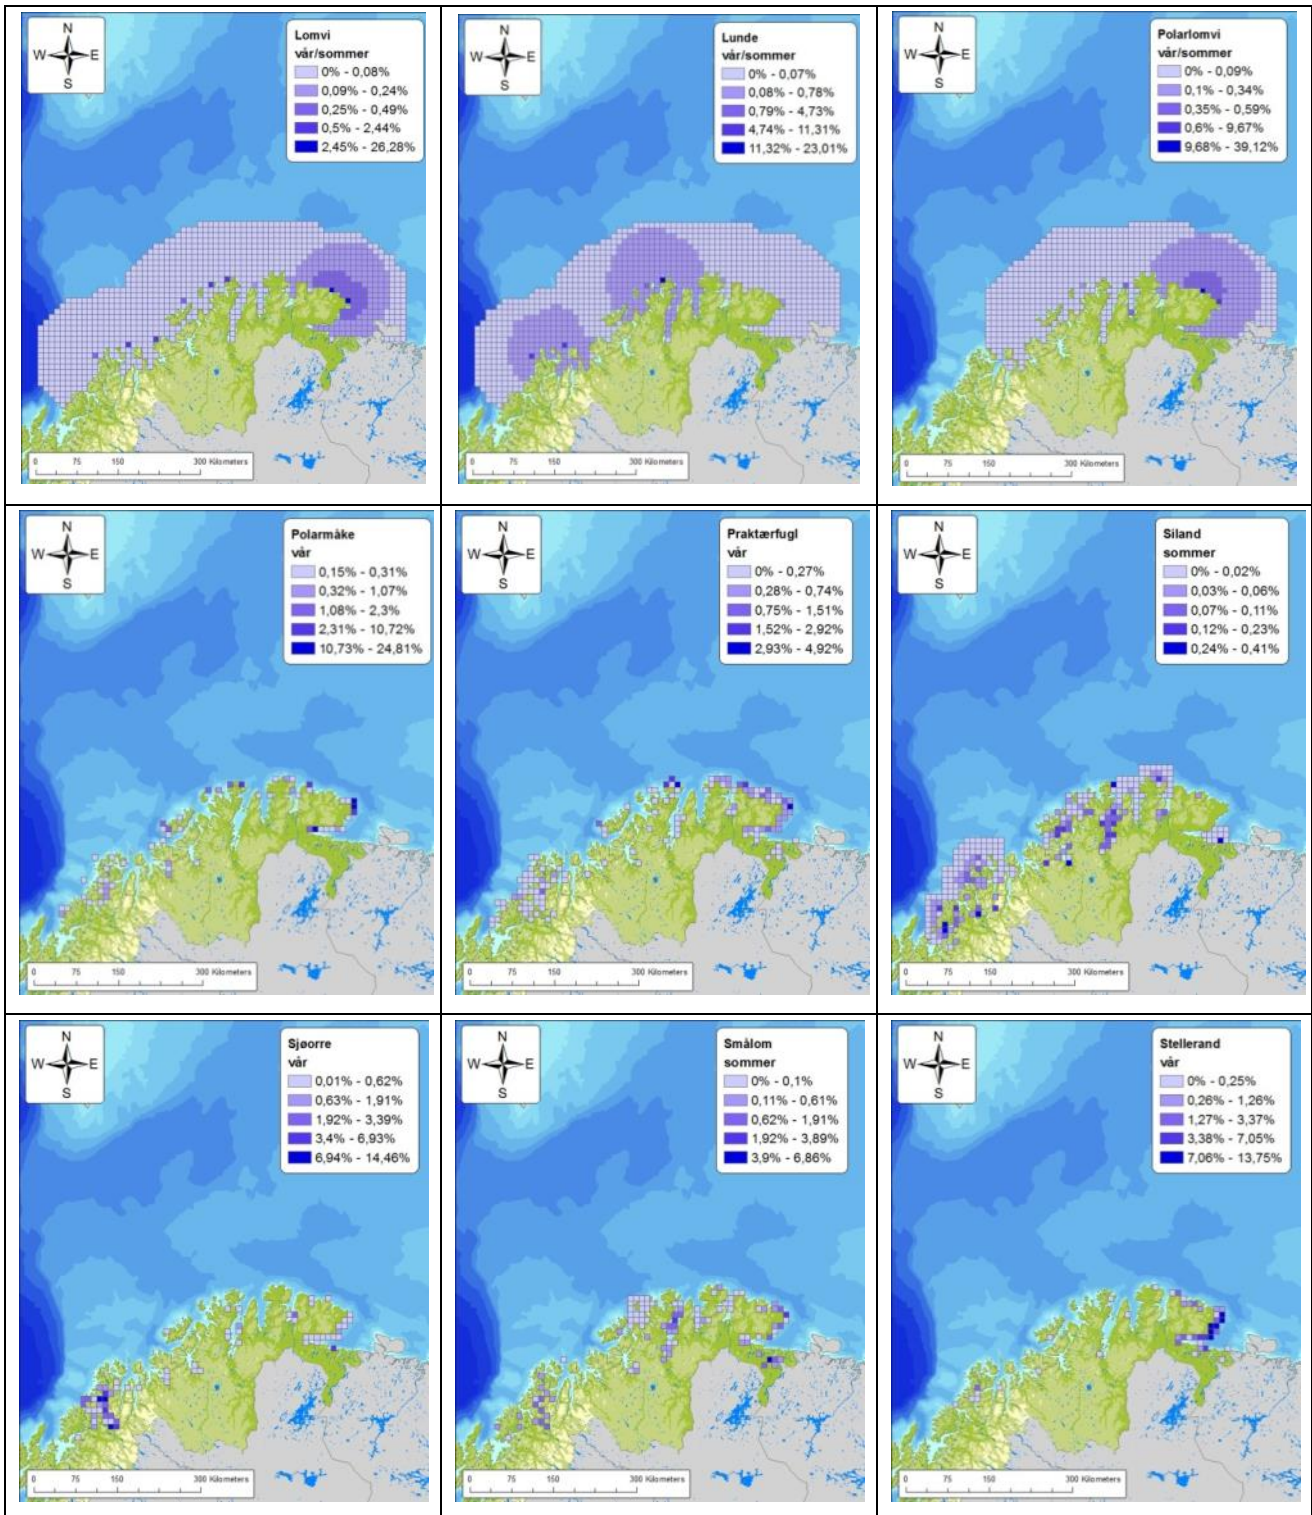 N
W E
S
Lomvi
vår/sommer
0% - 0,08%
0,09% - 0,24%
0,25% - 0,49%
0,5% - 2,44%
2,45% - 26,28%
0 75 150 300 Kilometers
N
W E
S
Lunde
vår/sommer
0% - 0,07%
0,08% - 0,78%
0,79% - 4,73%
4,74% - 11,31%
11,32% - 23,01%
0 75 150 300 Kilometers
N
W E
S
Polarlomvi
vår/sommer
0% - 0,09%
0,1% - 0,34%
0,35% - 0,59%
0,6% - 9,67%
9,68% - 39,12%
0 75 150 300 Kilometers
N
W E
S
Polarmåke
vår
0,15% - 0,31%
0,32% - 1,07%
1,08% - 2,3%
2,31% - 10,72%
10,73% - 24,81%
0 75 150 300 Kilometers
N
W E
S
Praktærfugl
vår
0% - 0,27%
0,28% - 0,74%
0,75% - 1,51%
1,52% - 2,92%
2,93% - 4,92%
0 75 150 300 Kilometers
N
W E
S
Siland
sommer
0% - 0,02%
0,03% - 0,06%
0,07% - 0,11%
0,12% - 0,23%
0,24% - 0,41%
0 75 150 300 Kilometers
N
W E
S
Sjøorre
vår
0,01% - 0,62%
0,63% - 1,91%
1,92% - 3,39%
3,4% - 6,93%
6,94% - 14,46%
0 75 150 300 Kilometers
N
W E
S
Smålom
sommer
0% - 0,1%
0,11% - 0,61%
0,62% - 1,91%
1,92% - 3,89%
3,9% - 6,86%
0 75 150 300 Kilometers
N
W E
S
Stellerand
vår
0% - 0,25%
0,26% - 1,26%
1,27% - 3,37%
3,38% - 7,05%
7,06% - 13,75%
0 75 150 300 Kilometers